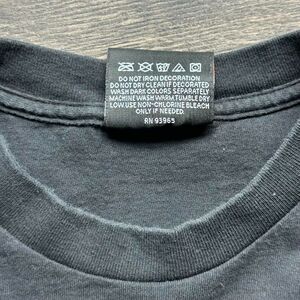 DO NOT IRON DECORATION
DO NOT DRY CLEAN IF DECORATED
WASH DARK COLORS SEPARATELY
MACHINE WASH WARM TUMBLE DRY
LOW. USE NON-CHLORINE BLEACH
ONLY IF NEEDED.
RN 93965